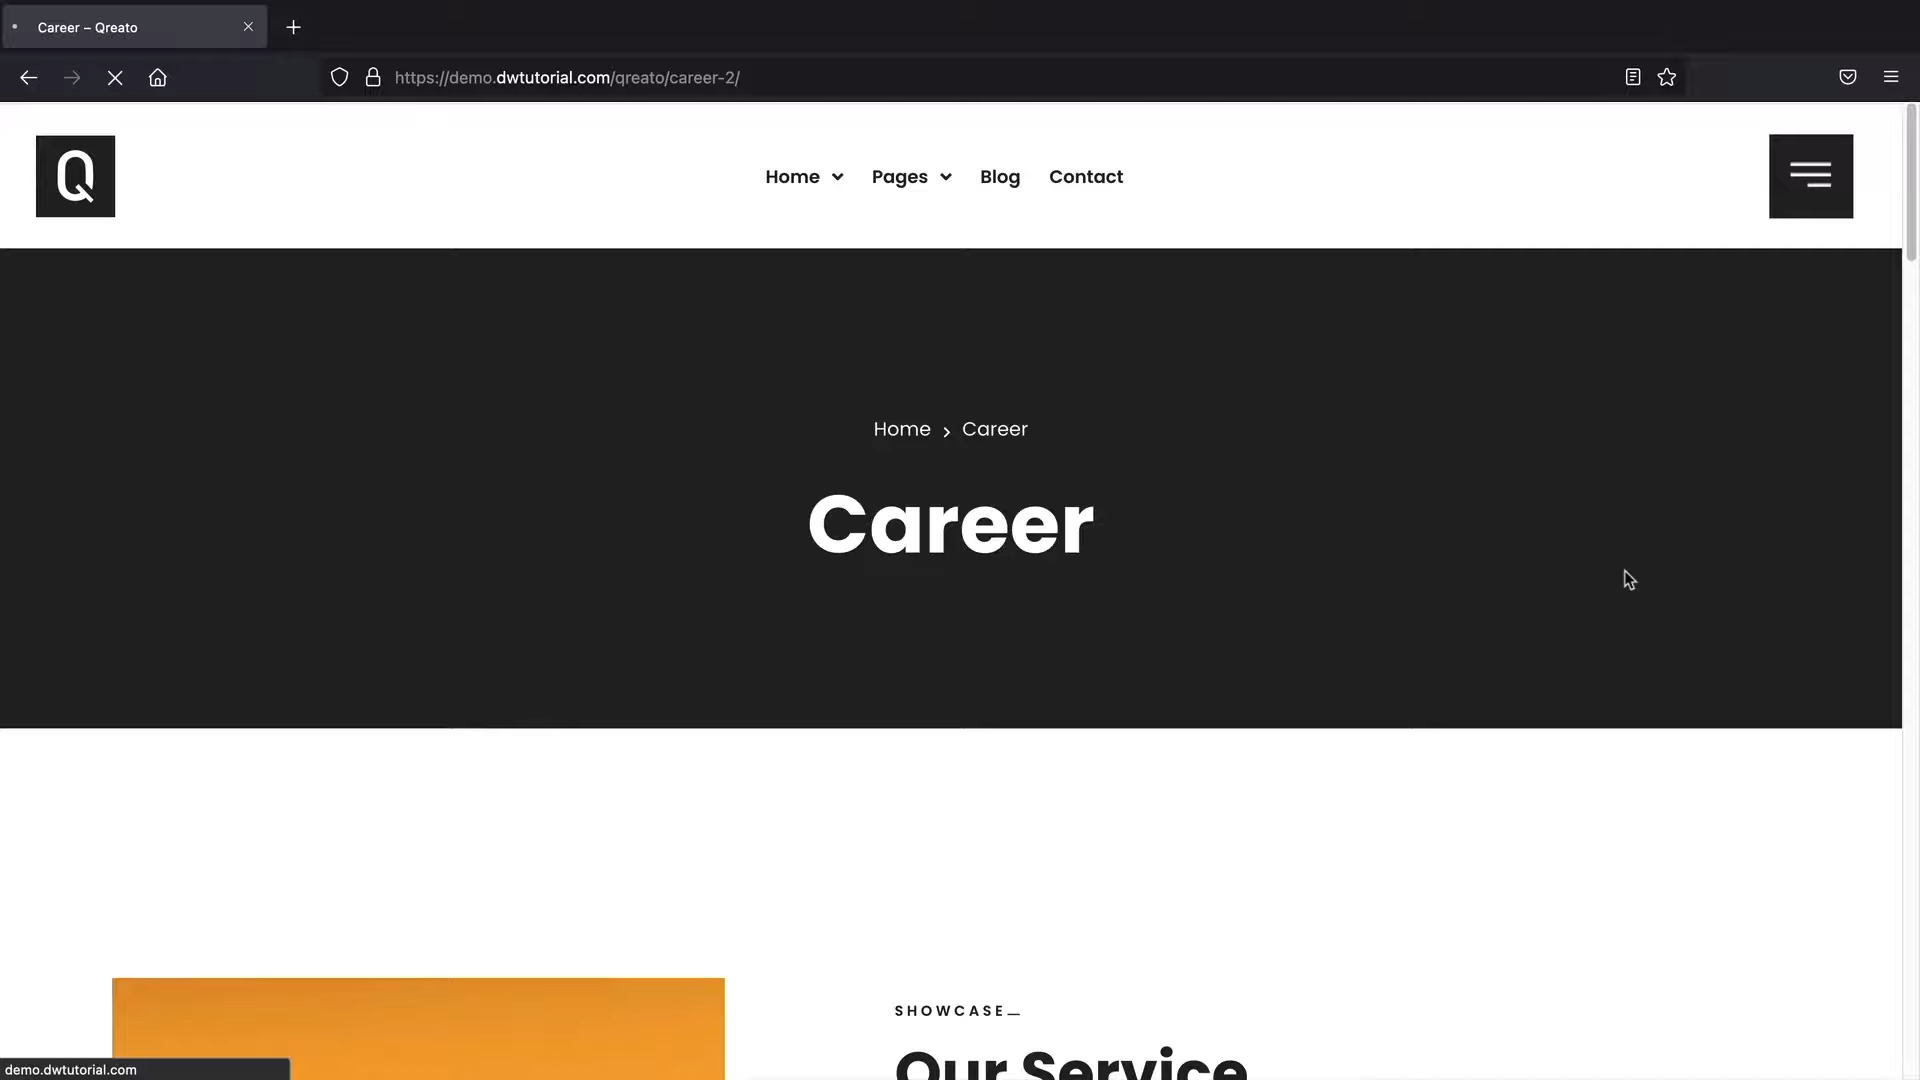 Career – Qreato
https://demo.dwtutorial.com/qreato/career-2/
Q
Home Pages Blog Contact
Home > Career
Career
SHOWCASE__
Our Service
demo.dwtutorial.com